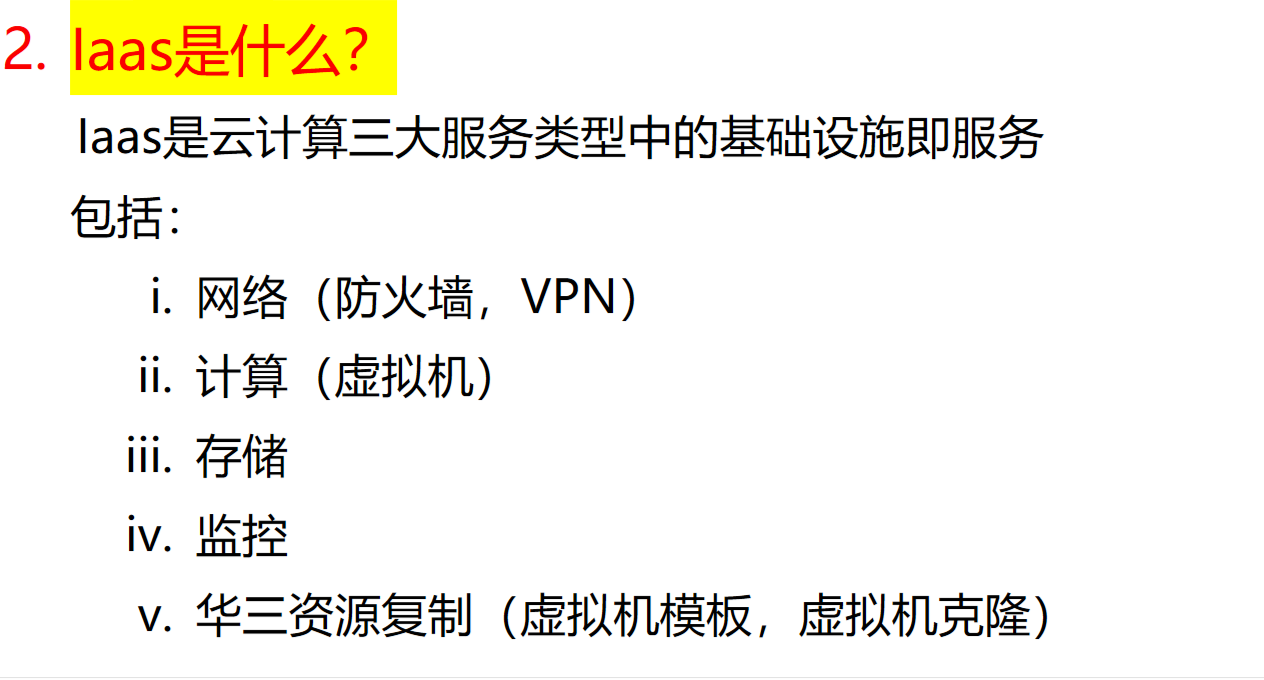 2. Iaas是什么？
Iaas是云计算三大服务类型中的基础设施即服务
包括：
i. 网络（防火墙，VPN）
ii. 计算（虚拟机）
iii. 存储
iv. 监控
v. 华三资源复制（虚拟机模板，虚拟机克隆）